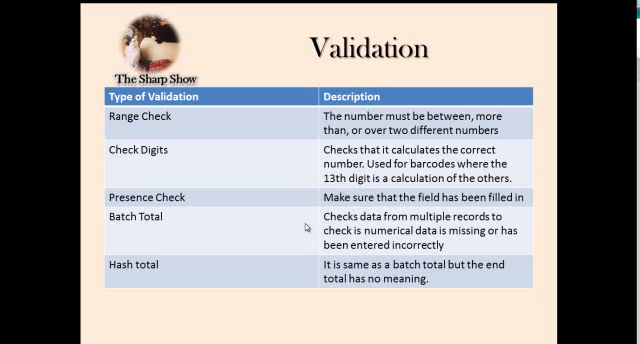 Validation
The Sharp Show
Type of Validation
Description
Range Check
The number must be between, more
than, or over two different numbers
Check Digits
Checks that it calculates the correct
number. Used for barcodes where the
13th digit is a calculation of the others.
Presence Check
Make sure that the field has been filled in
Batch Total
Checks data from multiple records to
check is numerical data is missing or has
been entered incorrectly
Hash total
It is same as a batch total but the end
total has no meaning.